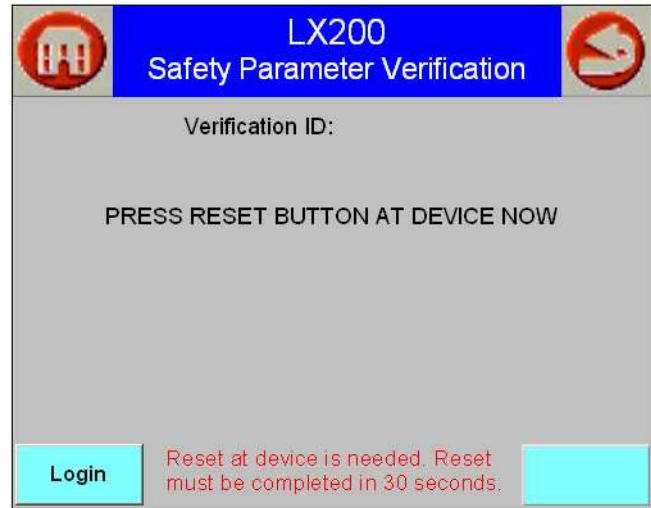 LX200
Safety Parameter Verification
Verification ID:
PRESS RESET BUTTON AT DEVICE NOW
Login
Reset at device is needed. Reset
must be completed in 30 seconds.